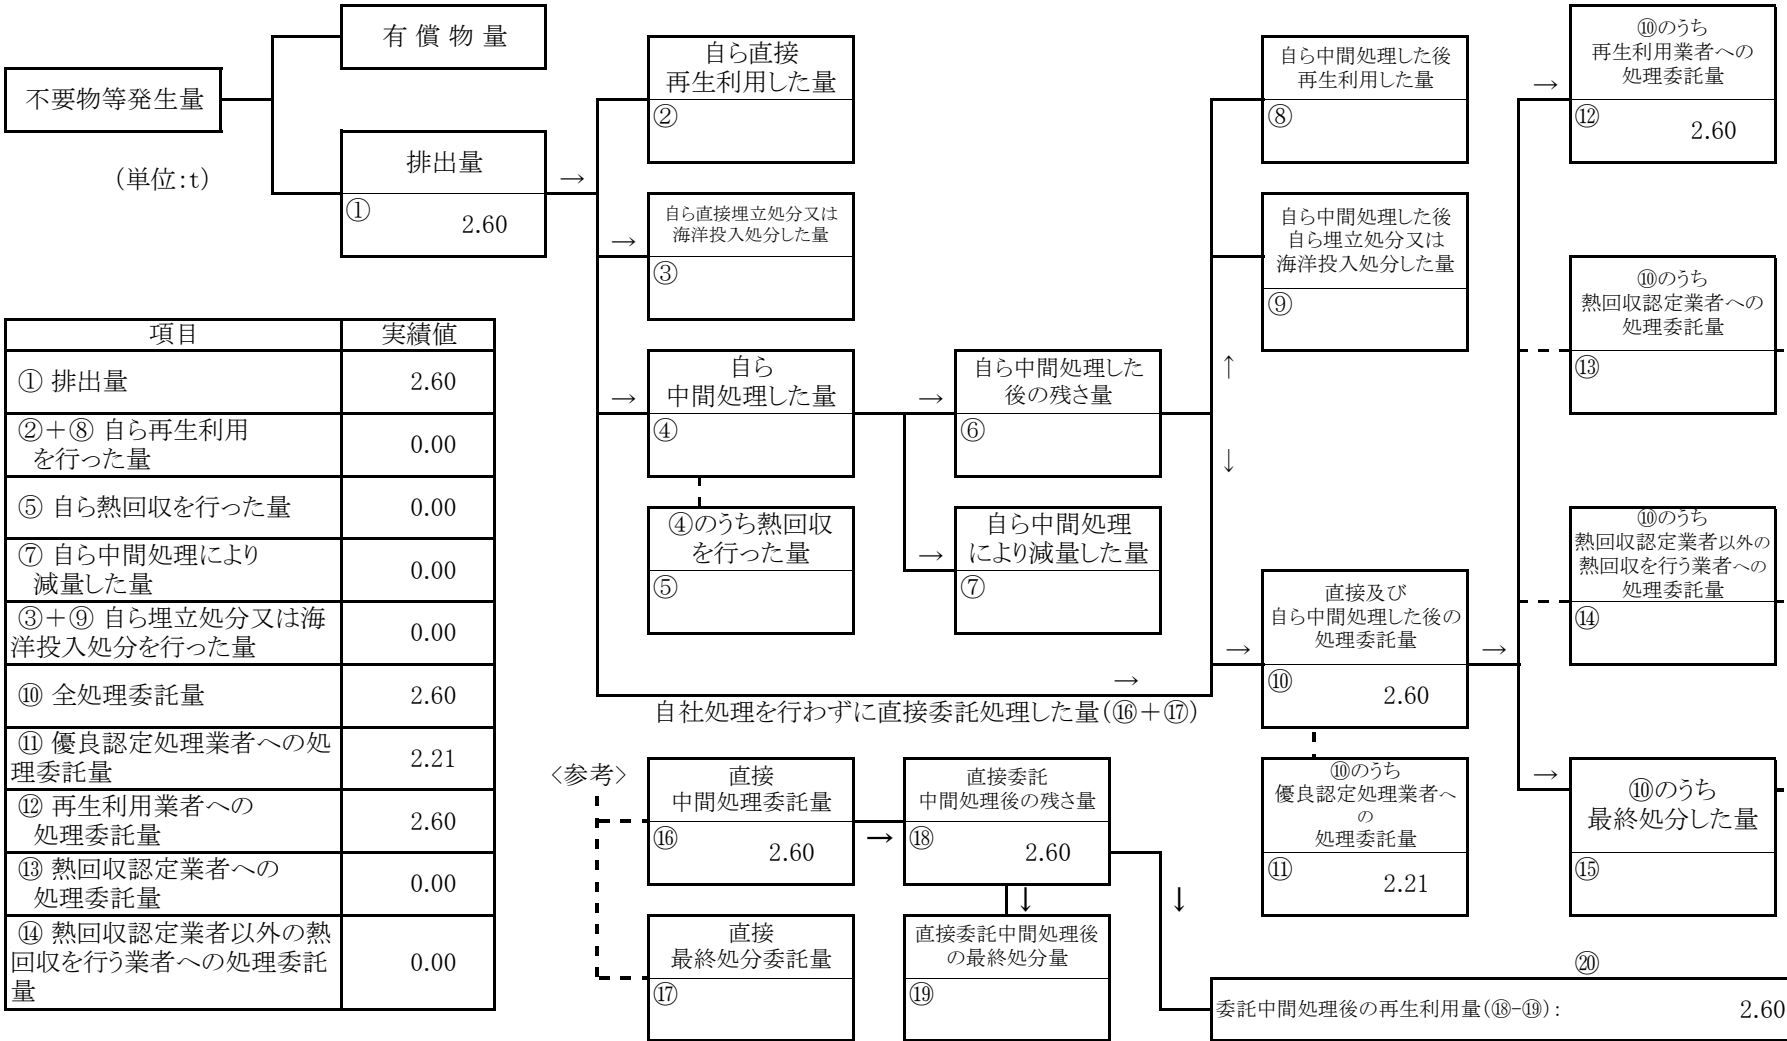 有 償 物 量
不要物等発生量
(単位:t)
排出量
①
2.60
→
自ら直接
再生利用した量
②
→
自ら直接埋立処分又は
海洋投入処分した量
③
→
自ら
中間処理した量
④
④のうち熱回収
を行った量
⑤
→
自ら中間処理した
後の残さ量
⑥
→
自ら中間処理
により減量した量
⑦
↑
↓
自ら中間処理した後
再生利用した量
⑧
自ら中間処理した後
自ら埋立処分又は
海洋投入処分した量
⑨
→
自社処理を行わずに直接委託処理した量(⑯+⑰)
→
直接及び
自ら中間処理した後の
処理委託量
⑩
2.60
⑩のうち
優良認定処理業者へ
の
処理委託量
⑪
2.21
→
→
⑩のうち
再生利用業者への
処理委託量
⑫
2.60
⑩のうち
熱回収認定業者への
処理委託量
⑬
⑩のうち
熱回収認定業者以外の
熱回収を行う業者への
処理委託量
⑭
→
⑩のうち
最終処分した量
⑮
項目 実績値
① 排出量 2.60
②+⑧ 自ら再生利用
を行った量 0.00
⑤ 自ら熱回収を行った量 0.00
⑦ 自ら中間処理により
減量した量 0.00
③+⑨ 自ら埋立処分又は海
洋投入処分を行った量 0.00
⑩ 全処理委託量 2.60
⑪ 優良認定処理業者への処
理委託量 2.21
⑫ 再生利用業者への
処理委託量 2.60
⑬ 熱回収認定業者への
処理委託量 0.00
⑭ 熱回収認定業者以外の熱
回収を行う業者への処理委託
量 0.00
〈参考〉
直接
中間処理委託量
⑯
2.60
→
直接委託
中間処理後の残さ量
⑱
2.60
↓
↓
直接
最終処分委託量
⑰
直接委託中間処理後
の最終処分量
⑲
⑳
委託中間処理後の再生利用量(⑱-⑲): 2.60